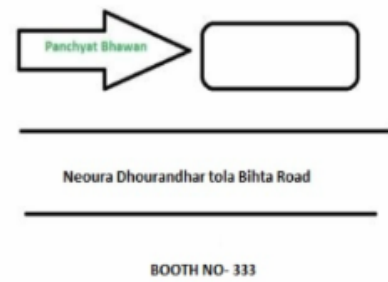 Panchyat Bhawan
Neoura Dhourandhar tola Bihta Road
BOOTH NO- 333